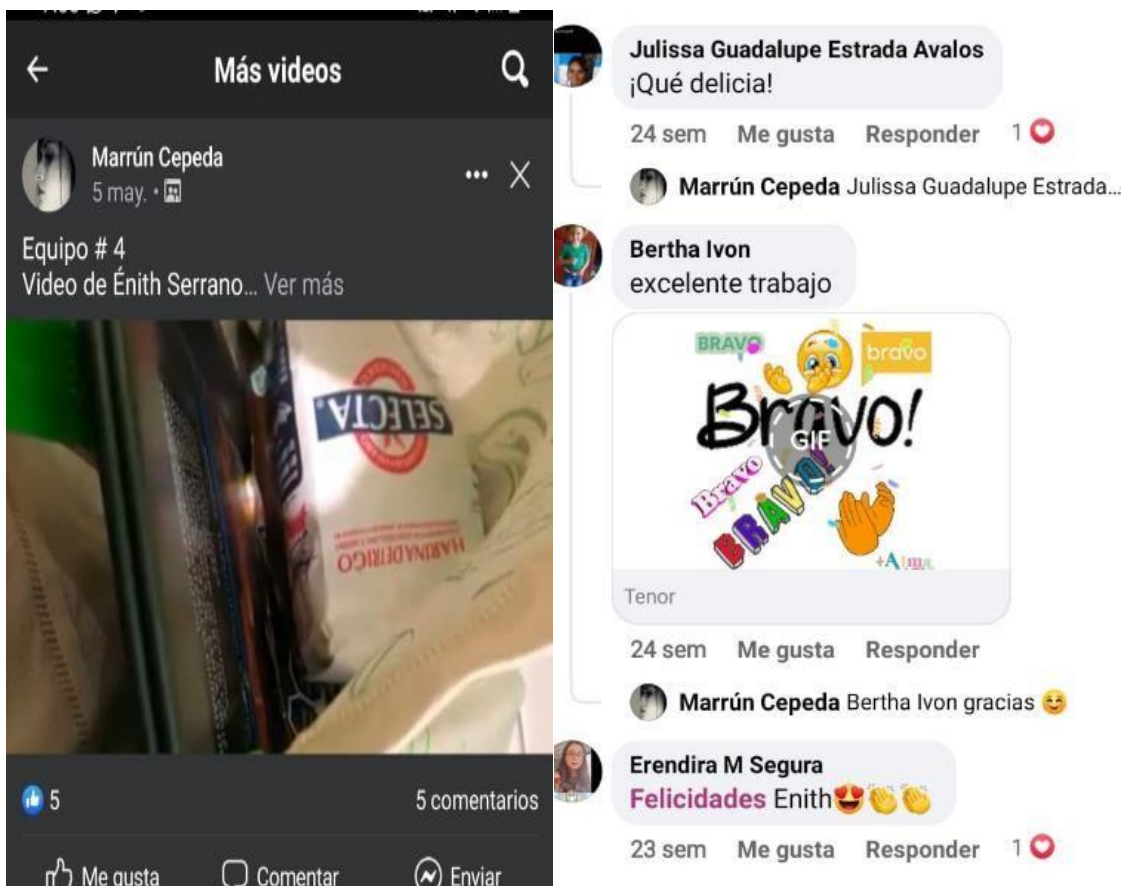 Más videos
Marrún Cepeda
5 may. •
Equipo # 4
Video de Énith Serrano... Ver más
SELECTA.
HARINA DE TRIGO
5
5 comentarios
Me gusta
Comentar
Enviar
Julissa Guadalupe Estrada Avalos
¡Qué delicia!
24 sem Me gusta Responder 1
Marrún Cepeda Julissa Guadalupe Estrada...
Bertha Ivon
excelente trabajo
BRAVO
bravo
Bravo!
GIF
Bravo
BRAVO!
Tenor
24 sem Me gusta Responder
Marrún Cepeda Bertha Ivon gracias 😊
Erendira M Segura
Felicidades Enith😍👏👏
23 sem Me gusta Responder 1